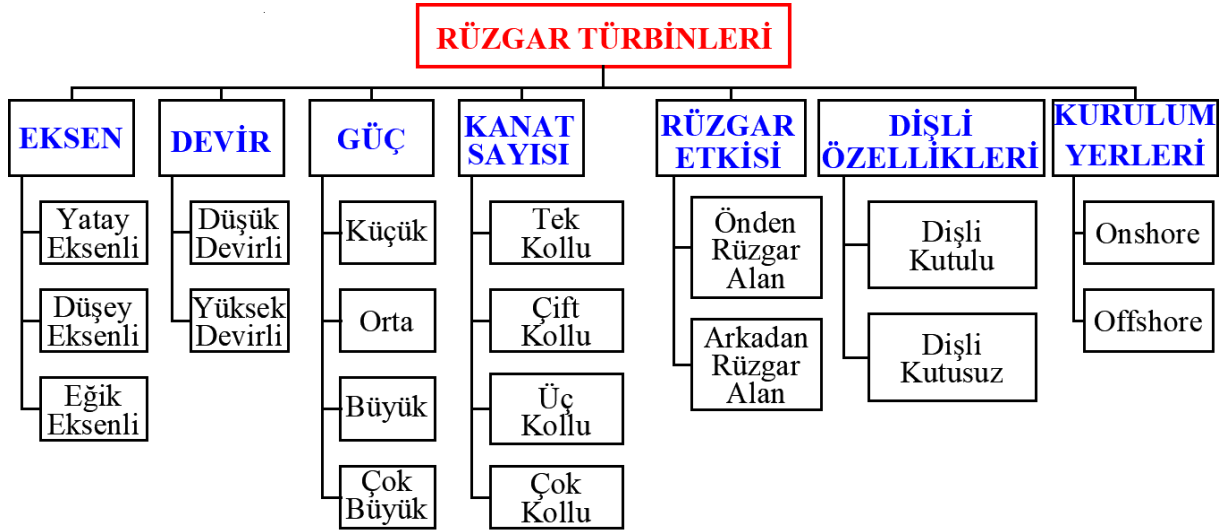 RÜZGAR TÜRBİNLERİ
EKSEN
Yatay
Eksenli
Düşey
Eksenli
Eğik
Eksenli
DEVİR
Düşük
Devirli
Yüksek
Devirli
GÜÇ
Küçük
Orta
Büyük
Çok
Büyük
KANAT
SAYISI
Tek
Kollu
Çift
Kollu
Üç
Kollu
Çok
Kollu
RÜZGAR
ETKİSİ
Önden
Rüzgar
Alan
Arkadan
Rüzgar
Alan
DİŞLİ
ÖZELLİKLERİ
Dişli
Kutulu
Dişli
Kutusuz
KURULUM
YERLERİ
Onshore
Offshore